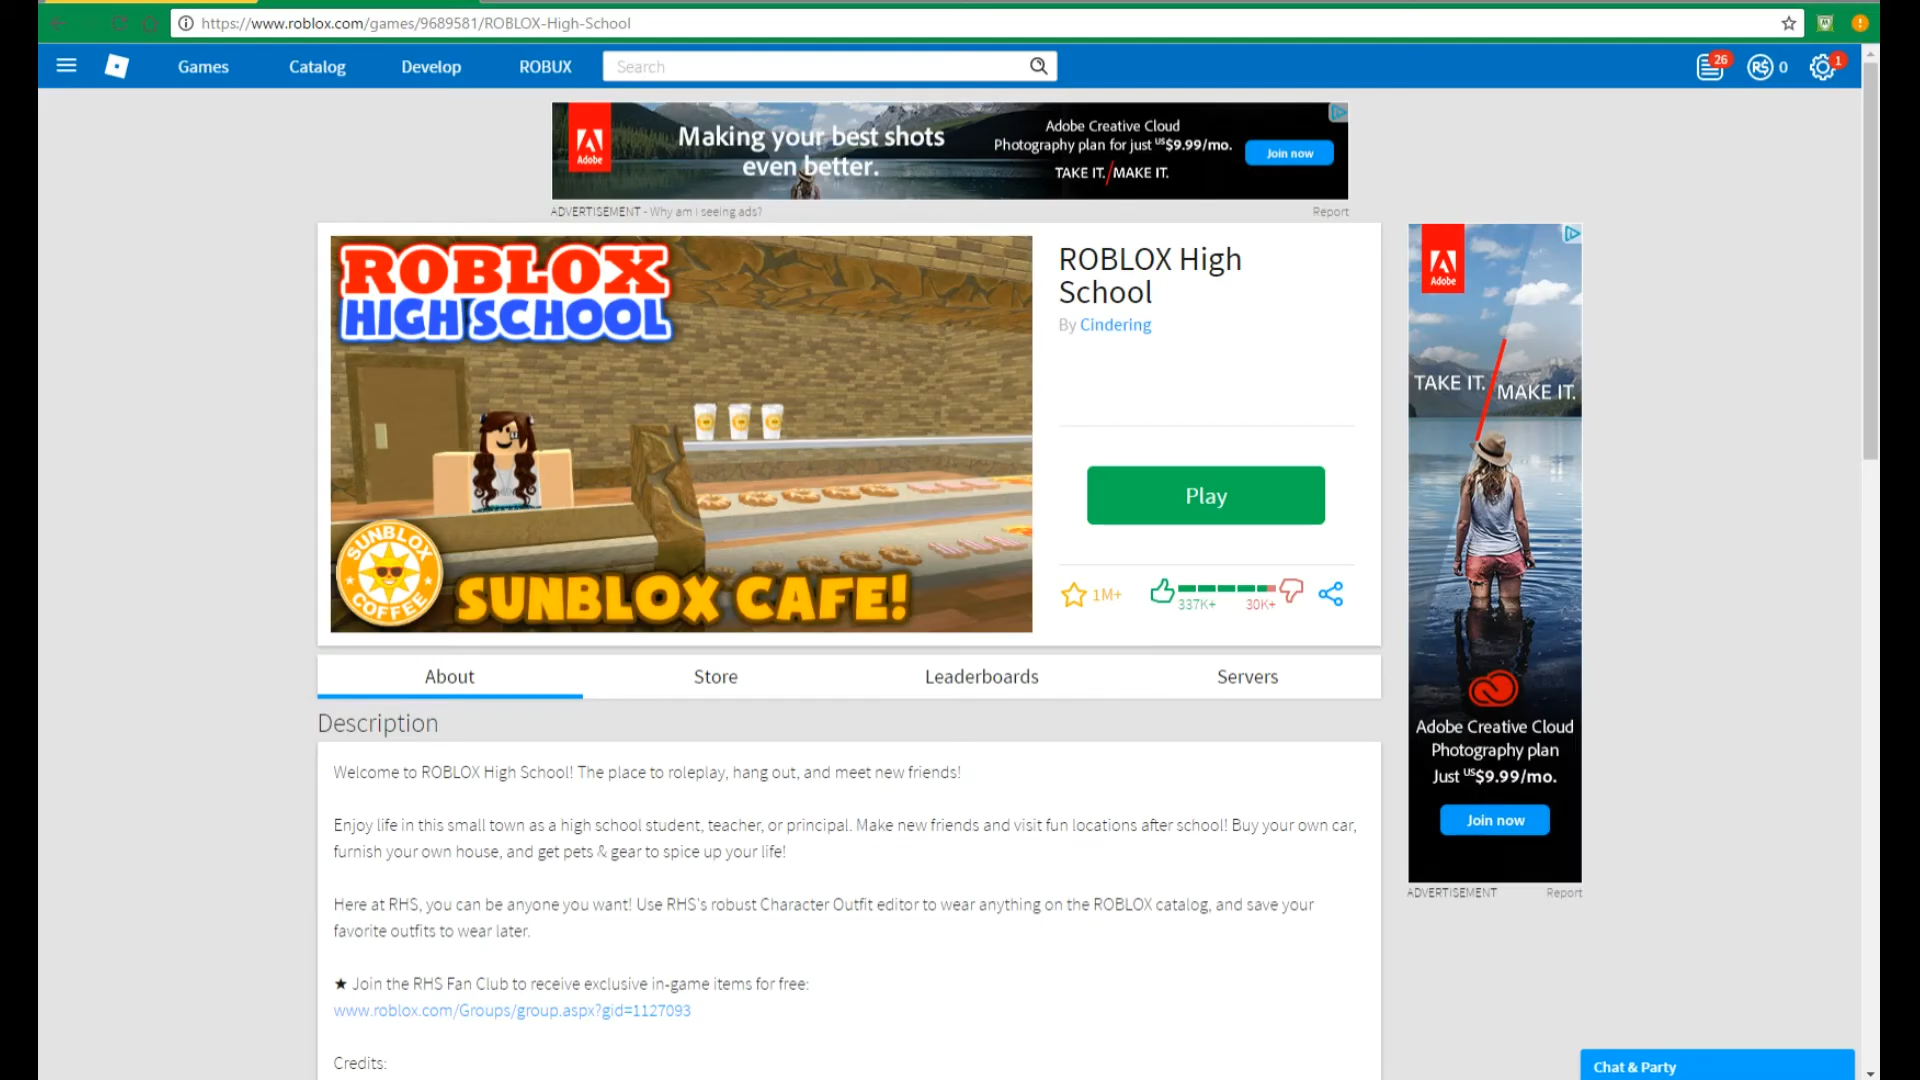 https://www.roblox.com/games/9689581/ROBLOX-High-School
Games
Catalog
Develop
ROBUX
Search
26
R$ 0
1
Adobe
Making your best shots
even better.
Adobe Creative Cloud
Photography plan for just US$9.99/mo.
TAKE IT./MAKE IT.
Join now
ADVERTISEMENT - Why am i seeing ads?
Report
ROBLOX
HIGH SCHOOL
SUNBLOX
COFFEE
SUNBLOX CAFE!
ROBLOX High
School
By Cindering
Play
1M+
337K+
30K+
About
Store
Leaderboards
Servers
Description
Welcome to ROBLOX High School! The place to roleplay, hang out, and meet new friends!
Enjoy life in this small town as a high school student, teacher, or principal. Make new friends and visit fun locations after school! Buy your own car,
furnish your own house, and get pets & gear to spice up your life!
Here at RHS, you can be anyone you want! Use RHS's robust Character Outfit editor to wear anything on the ROBLOX catalog, and save your
favorite outfits to wear later.
★ Join the RHS Fan Club to receive exclusive in-game items for free:
www.roblox.com/Groups/group.aspx?gid=1127093
Credits:
Adobe
TAKE IT./MAKE IT.
Adobe Creative Cloud
Photography plan
Just US$9.99/mo.
Join now
ADVERTISEMENT
Report
Chat & Party